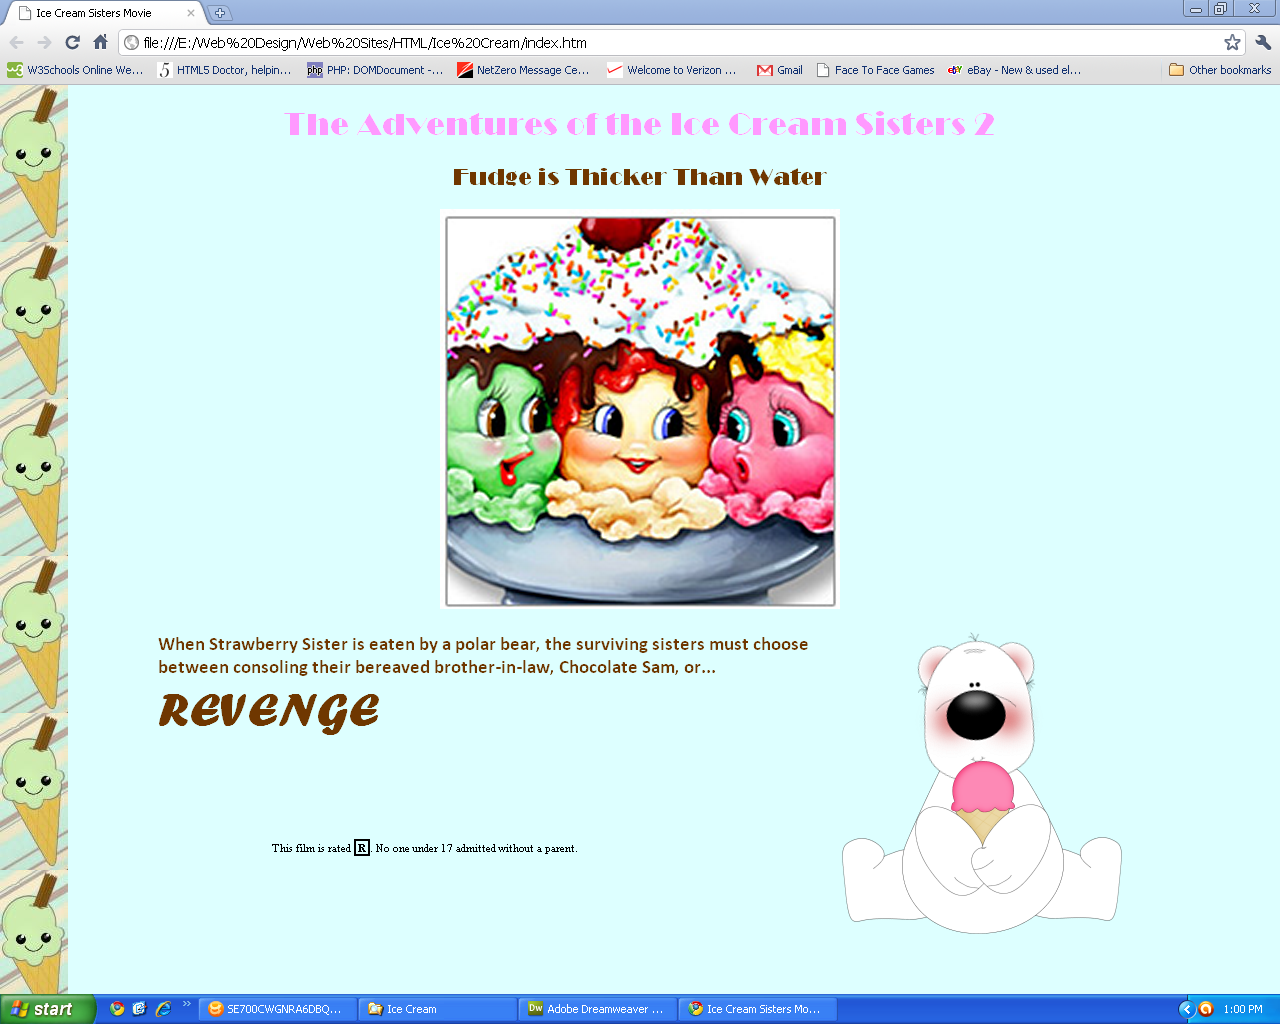 Ice Cream Sisters Movie
file:///E:/Web%20Design/Web%20Sites/HTML/Ice%20Cream/index.htm
W3Schools Online We... HTML5 Doctor, helpin... PHP: DOMDocument -... NetZero Message Ce... Welcome to Verizon ... Gmail Face To Face Games eBay - New & used el... Other bookmarks
The Adventures of the Ice Cream Sisters 2
Fudge is Thicker Than Water
When Strawberry Sister is eaten by a polar bear, the surviving sisters must choose
between consoling their bereaved brother-in-law, Chocolate Sam, or...
REVENGE
This film is rated R. No one under 17 admitted without a parent.
start SE700CWGNRA6DBQ... Ice Cream Adobe Dreamweaver ... Ice Cream Sisters Mo... 1:00 PM